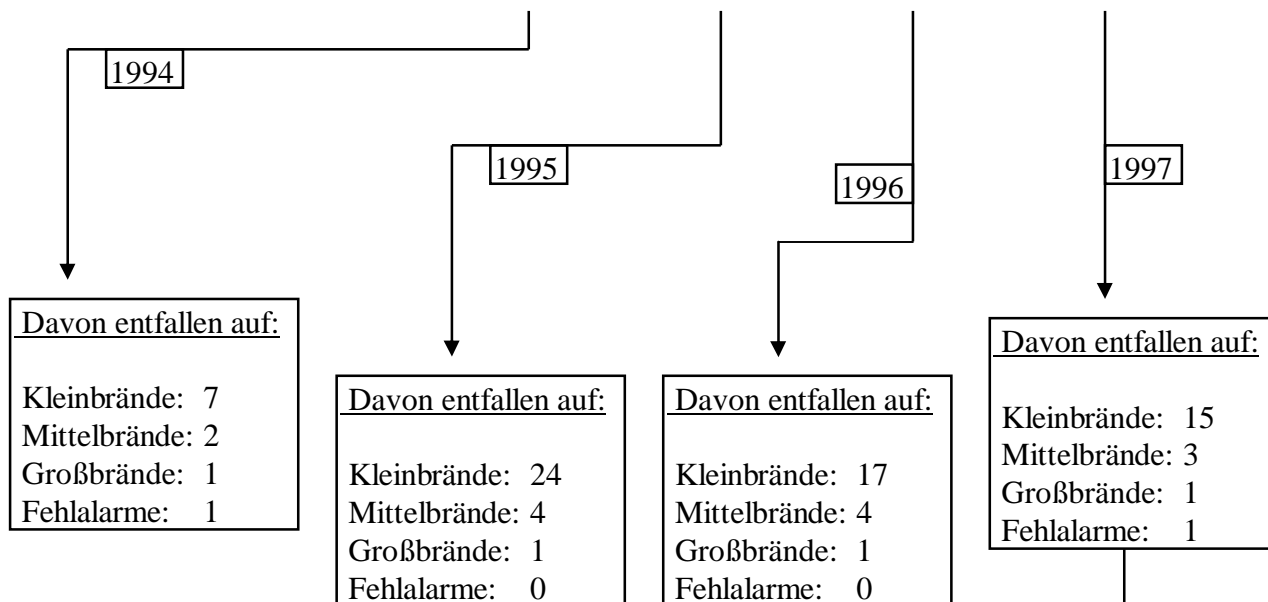 1994
1995
1996
1997
Davon entfallen auf:
Kleinbrände: 7
Mittelbrände: 2
Großbrände: 1
Fehlalarme: 1
Davon entfallen auf:
Kleinbrände: 24
Mittelbrände: 4
Großbrände: 1
Fehlalarme: 0
Davon entfallen auf:
Kleinbrände: 17
Mittelbrände: 4
Großbrände: 1
Fehlalarme: 0
Davon entfallen auf:
Kleinbrände: 15
Mittelbrände: 3
Großbrände: 1
Fehlalarme: 1